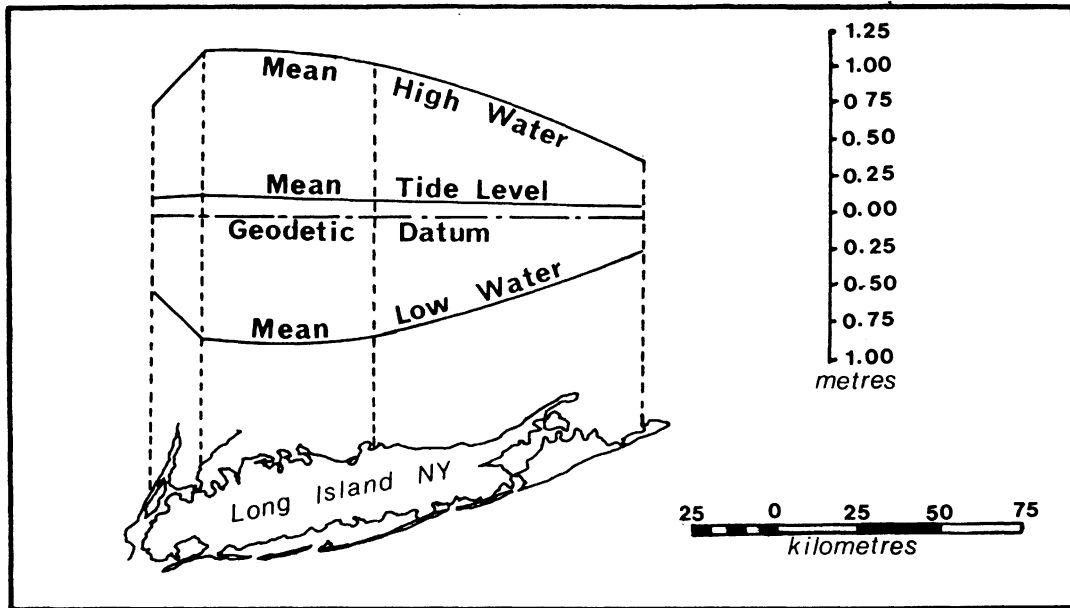 Mean High Water
Mean Tide Level
Geodetic Datum
Mean Low Water
Long Island NY
1.25
1.00
0.75
0.50
0.25
0.00
0.25
0.50
0.75
1.00
metres
25 0 25 50 75
kilometres